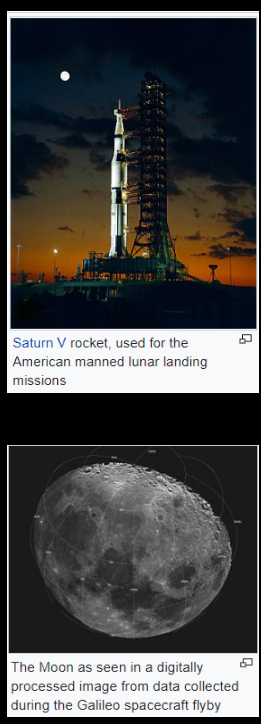 Saturn V rocket, used for the
American manned lunar landing
missions
The Moon as seen in a digitally
processed image from data collected
during the Galileo spacecraft flyby